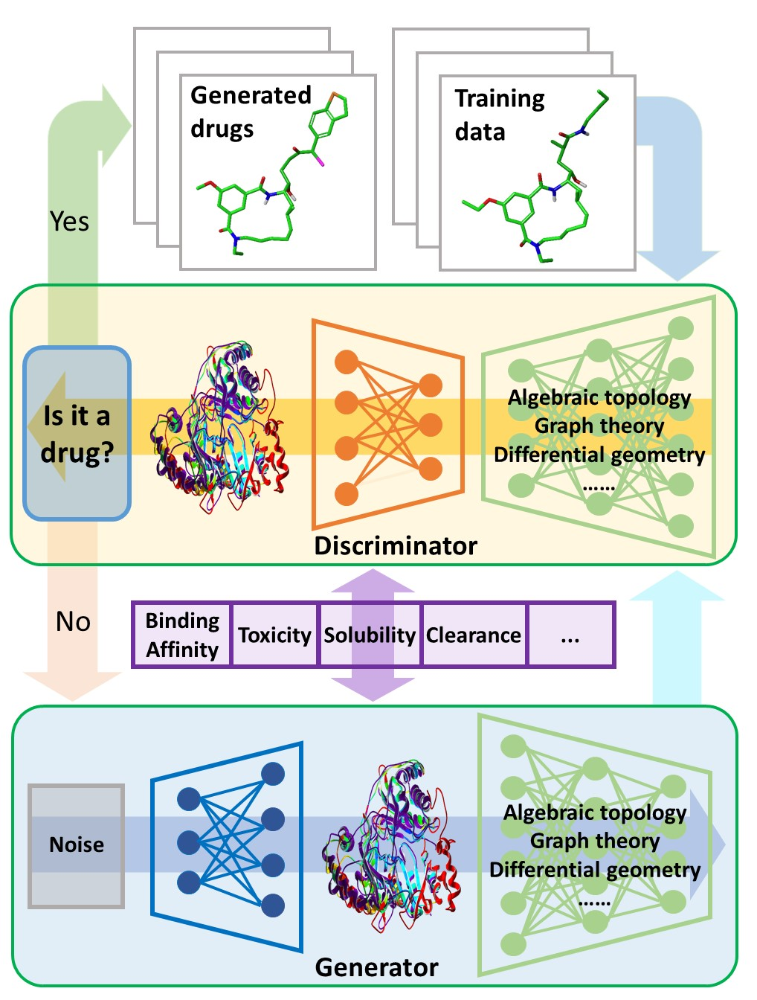 Generated
drugs
Training
data
Yes
Is it a
drug?
Algebraic topology
Graph theory
Differential geometry
......
Discriminator
No
Binding
Affinity
Toxicity
Solubility
Clearance
...
Noise
Algebraic topology
Graph theory
Differential geometry
......
Generator